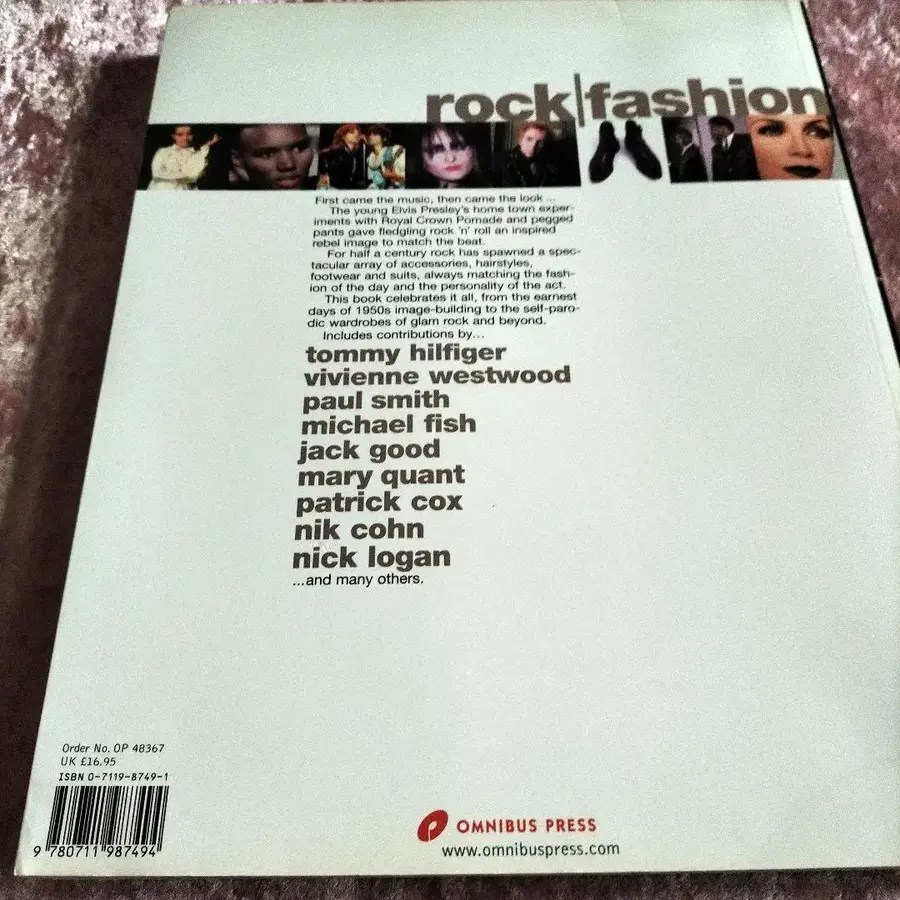 rock|fashion
First came the music, then came the look ...
The young Elvis Presley's home town exper-
iments with Royal Crown Pomade and pegged
pants gave fledgling rock 'n' roll an inspired
rebel image to match the beat.
For half a century rock has spawned a spec-
tacular array of accessories, hairstyles,
footwear and suits, always matching the fash-
ion of the day and the personality of the act.
This book celebrates it all, from the earnest
days of 1950s image-building to the self-paro-
dic wardrobes of glam rock and beyond.
Includes contributions by...
tommy hilfiger
vivienne westwood
paul smith
michael fish
jack good
mary quant
patrick cox
nik cohn
nick logan
...and many others.
Order No. OP 48367
UK £16.95
ISBN 0-7119-8749-1
9 780711 987494
OMNIBUS PRESS
www.omnibuspress.com